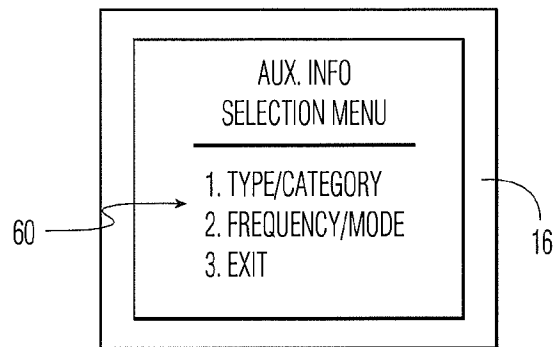 AUX. INFO
SELECTION MENU
1. TYPE/CATEGORY
2. FREQUENCY/MODE
3. EXIT
60
16